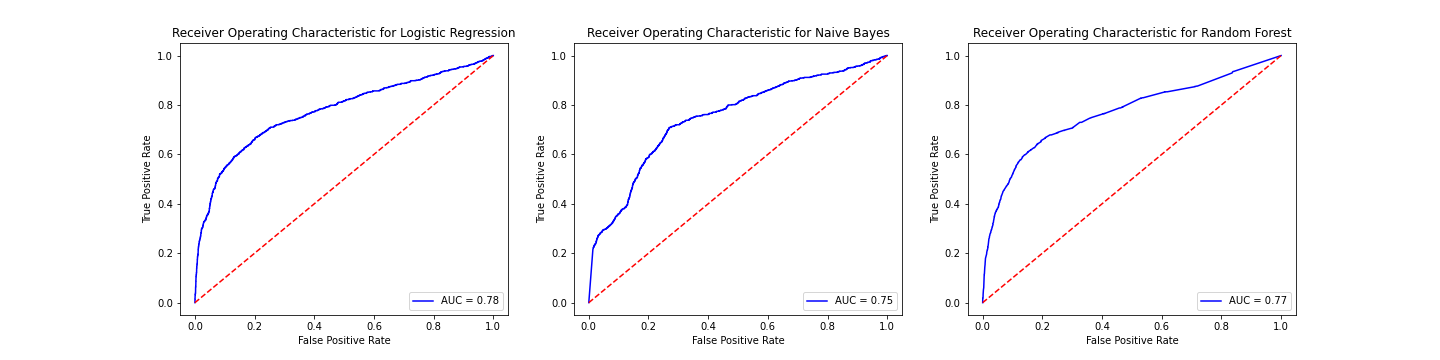 Receiver Operating Characteristic for Logistic Regression
1.0
0.8
0.6
0.4
0.2
0.0
True Positive Rate
0.0 0.2 0.4 0.6 0.8 1.0
False Positive Rate
AUC = 0.78
Receiver Operating Characteristic for Naive Bayes
1.0
0.8
0.6
0.4
0.2
0.0
True Positive Rate
0.0 0.2 0.4 0.6 0.8 1.0
False Positive Rate
AUC = 0.75
Receiver Operating Characteristic for Random Forest
1.0
0.8
0.6
0.4
0.2
0.0
True Positive Rate
0.0 0.2 0.4 0.6 0.8 1.0
False Positive Rate
AUC = 0.77